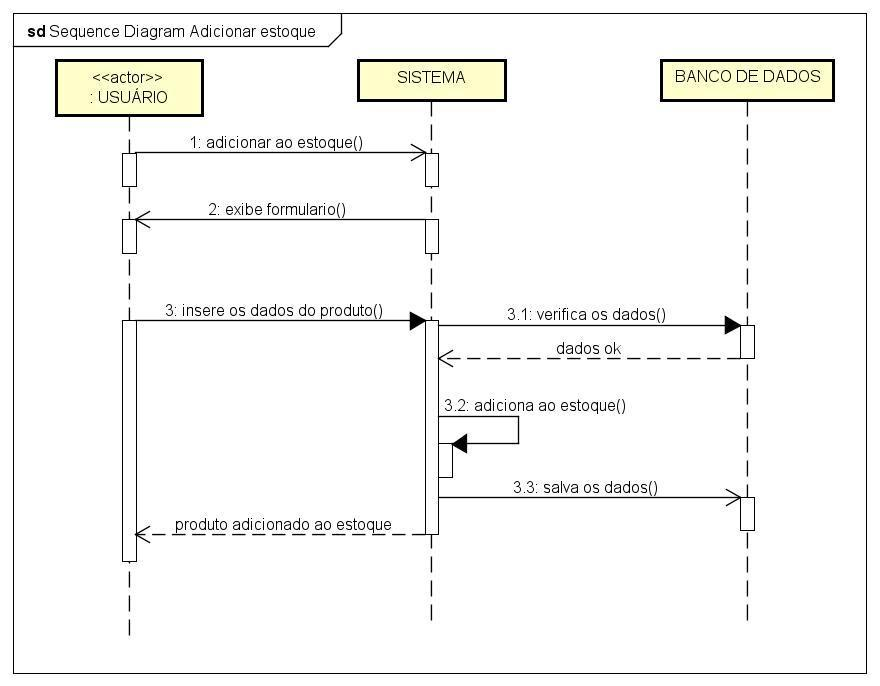 sd Sequence Diagram Adicionar estoque
<<actor>>
: USUÁRIO
SISTEMA
BANCO DE DADOS
1: adicionar ao estoque()
2: exibe formulario()
3: insere os dados do produto()
3.1: verifica os dados()
dados ok
3.2: adiciona ao estoque()
3.3: salva os dados()
produto adicionado ao estoque